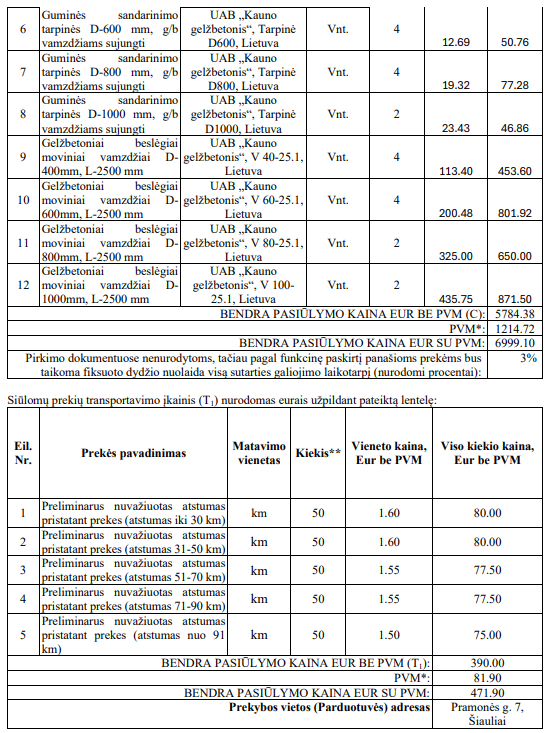 6 Guminės sandarinimo tarpinės D-600 mm, g/b vamzdžiams sujungti UAB „Kauno gelžbetonis“, Tarpinė D600, Lietuva Vnt. 4 12.69 50.76
7 Guminės sandarinimo tarpinės D-800 mm, g/b vamzdžiams sujungti UAB „Kauno gelžbetonis“, Tarpinė D800, Lietuva Vnt. 4 19.32 77.28
8 Guminės sandarinimo tarpinės D-1000 mm, g/b vamzdžiams sujungti UAB „Kauno gelžbetonis“, Tarpinė D1000, Lietuva Vnt. 2 23.43 46.86
9 Gelžbetoniai beslėgiai moviniai vamzdžiai D-400mm, L-2500 mm UAB „Kauno gelžbetonis“, V 40-25.1, Lietuva Vnt. 4 113.40 453.60
10 Gelžbetoniai beslėgiai moviniai vamzdžiai D-600mm, L-2500 mm UAB „Kauno gelžbetonis“, V 60-25.1, Lietuva Vnt. 4 200.48 801.92
11 Gelžbetoniai beslėgiai moviniai vamzdžiai D-800mm, L-2500 mm UAB „Kauno gelžbetonis“, V 80-25.1, Lietuva Vnt. 2 325.00 650.00
12 Gelžbetoniai beslėgiai moviniai vamzdžiai D-1000mm, L-2500 mm UAB „Kauno gelžbetonis“, V 100-25.1, Lietuva Vnt. 2 435.75 871.50
BENDRA PASIŪLYMO KAINA EUR BE PVM (C): 5784.38
PVM*: 1214.72
BENDRA PASIŪLYMO KAINA EUR SU PVM: 6999.10
Pirkimo dokumentuose nenurodytoms, tačiau pagal funkcinę paskirtį panašioms prekėms bus 3%
taikoma fiksuoto dydžio nuolaida visą sutarties galiojimo laikotarpį (nurodomi procentai):
Siūlomų prekių transportavimo įkainis (T1) nurodomas eurais užpildant pateiktą lentelę:
Eil. Nr. Prekės pavadinimas Matavimo vienetas Kiekis** Vieneto kaina, Eur be PVM Viso kiekio kaina, Eur be PVM
1 Preliminarus nuvažiuotas atstumas pristatant prekes (atstumas iki 30 km) km 50 1.60 80.00
2 Preliminarus nuvažiuotas atstumas pristatant prekes (atstumas 31-50 km) km 50 1.60 80.00
3 Preliminarus nuvažiuotas atstumas pristatant prekes (atstumas 51-70 km) km 50 1.55 77.50
4 Preliminarus nuvažiuotas atstumas pristatant prekes (atstumas 71-90 km) km 50 1.55 77.50
5 Preliminarus nuvažiuotas atstumas pristatant prekes (atstumas nuo 91 km) km 50 1.50 75.00
BENDRA PASIŪLYMO KAINA EUR BE PVM (T1): 390.00
PVM*: 81.90
BENDRA PASIŪLYMO KAINA EUR SU PVM: 471.90
Prekybos vietos (Parduotuvės) adresas Pramonės g. 7, Šiauliai